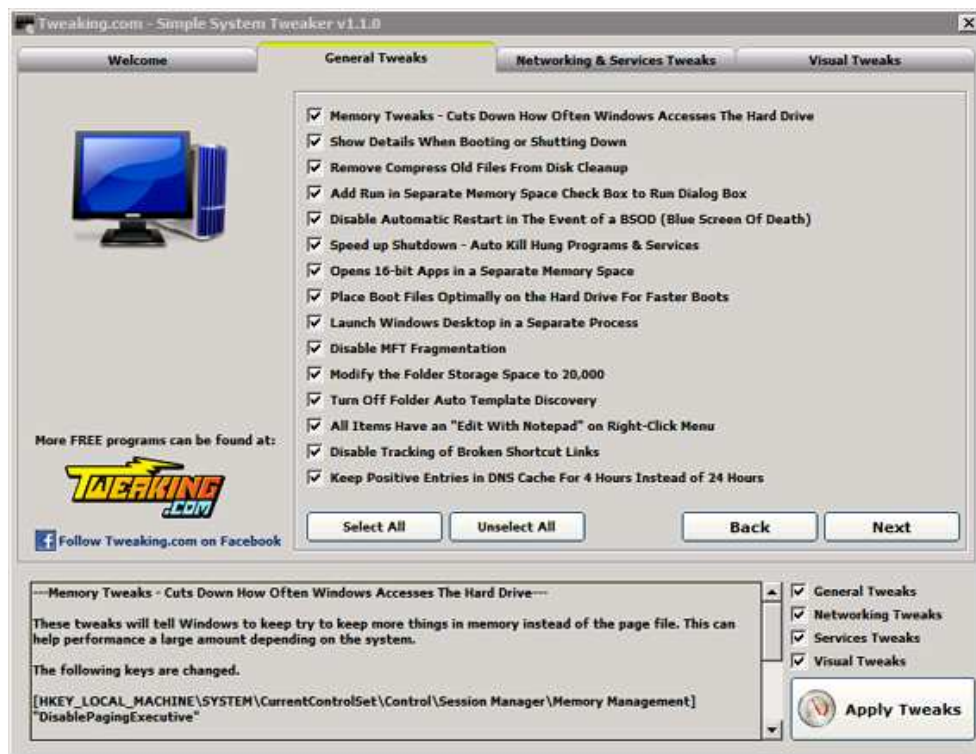 Tweaking.com - Simple System Tweaker v1.1.0
Welcome
General Tweaks
Networking & Services Tweaks
Visual Tweaks
Memory Tweaks - Cuts Down How Often Windows Accesses The Hard Drive
Show Details When Booting or Shutting Down
Remove Compress Old Files From Disk Cleanup
Add Run in Separate Memory Space Check Box to Run Dialog Box
Disable Automatic Restart in The Event of a BSOD (Blue Screen Of Death)
Speed up Shutdown - Auto Kill Hung Programs & Services
Opens 16-bit Apps in a Separate Memory Space
Place Boot Files Optimally on the Hard Drive For Faster Boots
Launch Windows Desktop in a Separate Process
Disable MFT Fragmentation
Modify the Folder Storage Space to 20,000
Turn Off Folder Auto Template Discovery
All Items Have an "Edit With Notepad" on Right-Click Menu
Disable Tracking of Broken Shortcut Links
Keep Positive Entries in DNS Cache For 4 Hours Instead of 24 Hours
More FREE programs can be found at:
TWEAKING
.COM
Follow Tweaking.com on Facebook
Select All
Unselect All
Back
Next
---Memory Tweaks - Cuts Down How Often Windows Accesses The Hard Drive---
These tweaks will tell Windows to keep try to keep more things in memory instead of the page file. This can
help performance a large amount depending on the system.
The following keys are changed.
[HKEY_LOCAL_MACHINE\SYSTEM\CurrentControlSet\Control\Session Manager\Memory Management]
"DisablePagingExecutive"
General Tweaks
Networking Tweaks
Services Tweaks
Visual Tweaks
Apply Tweaks